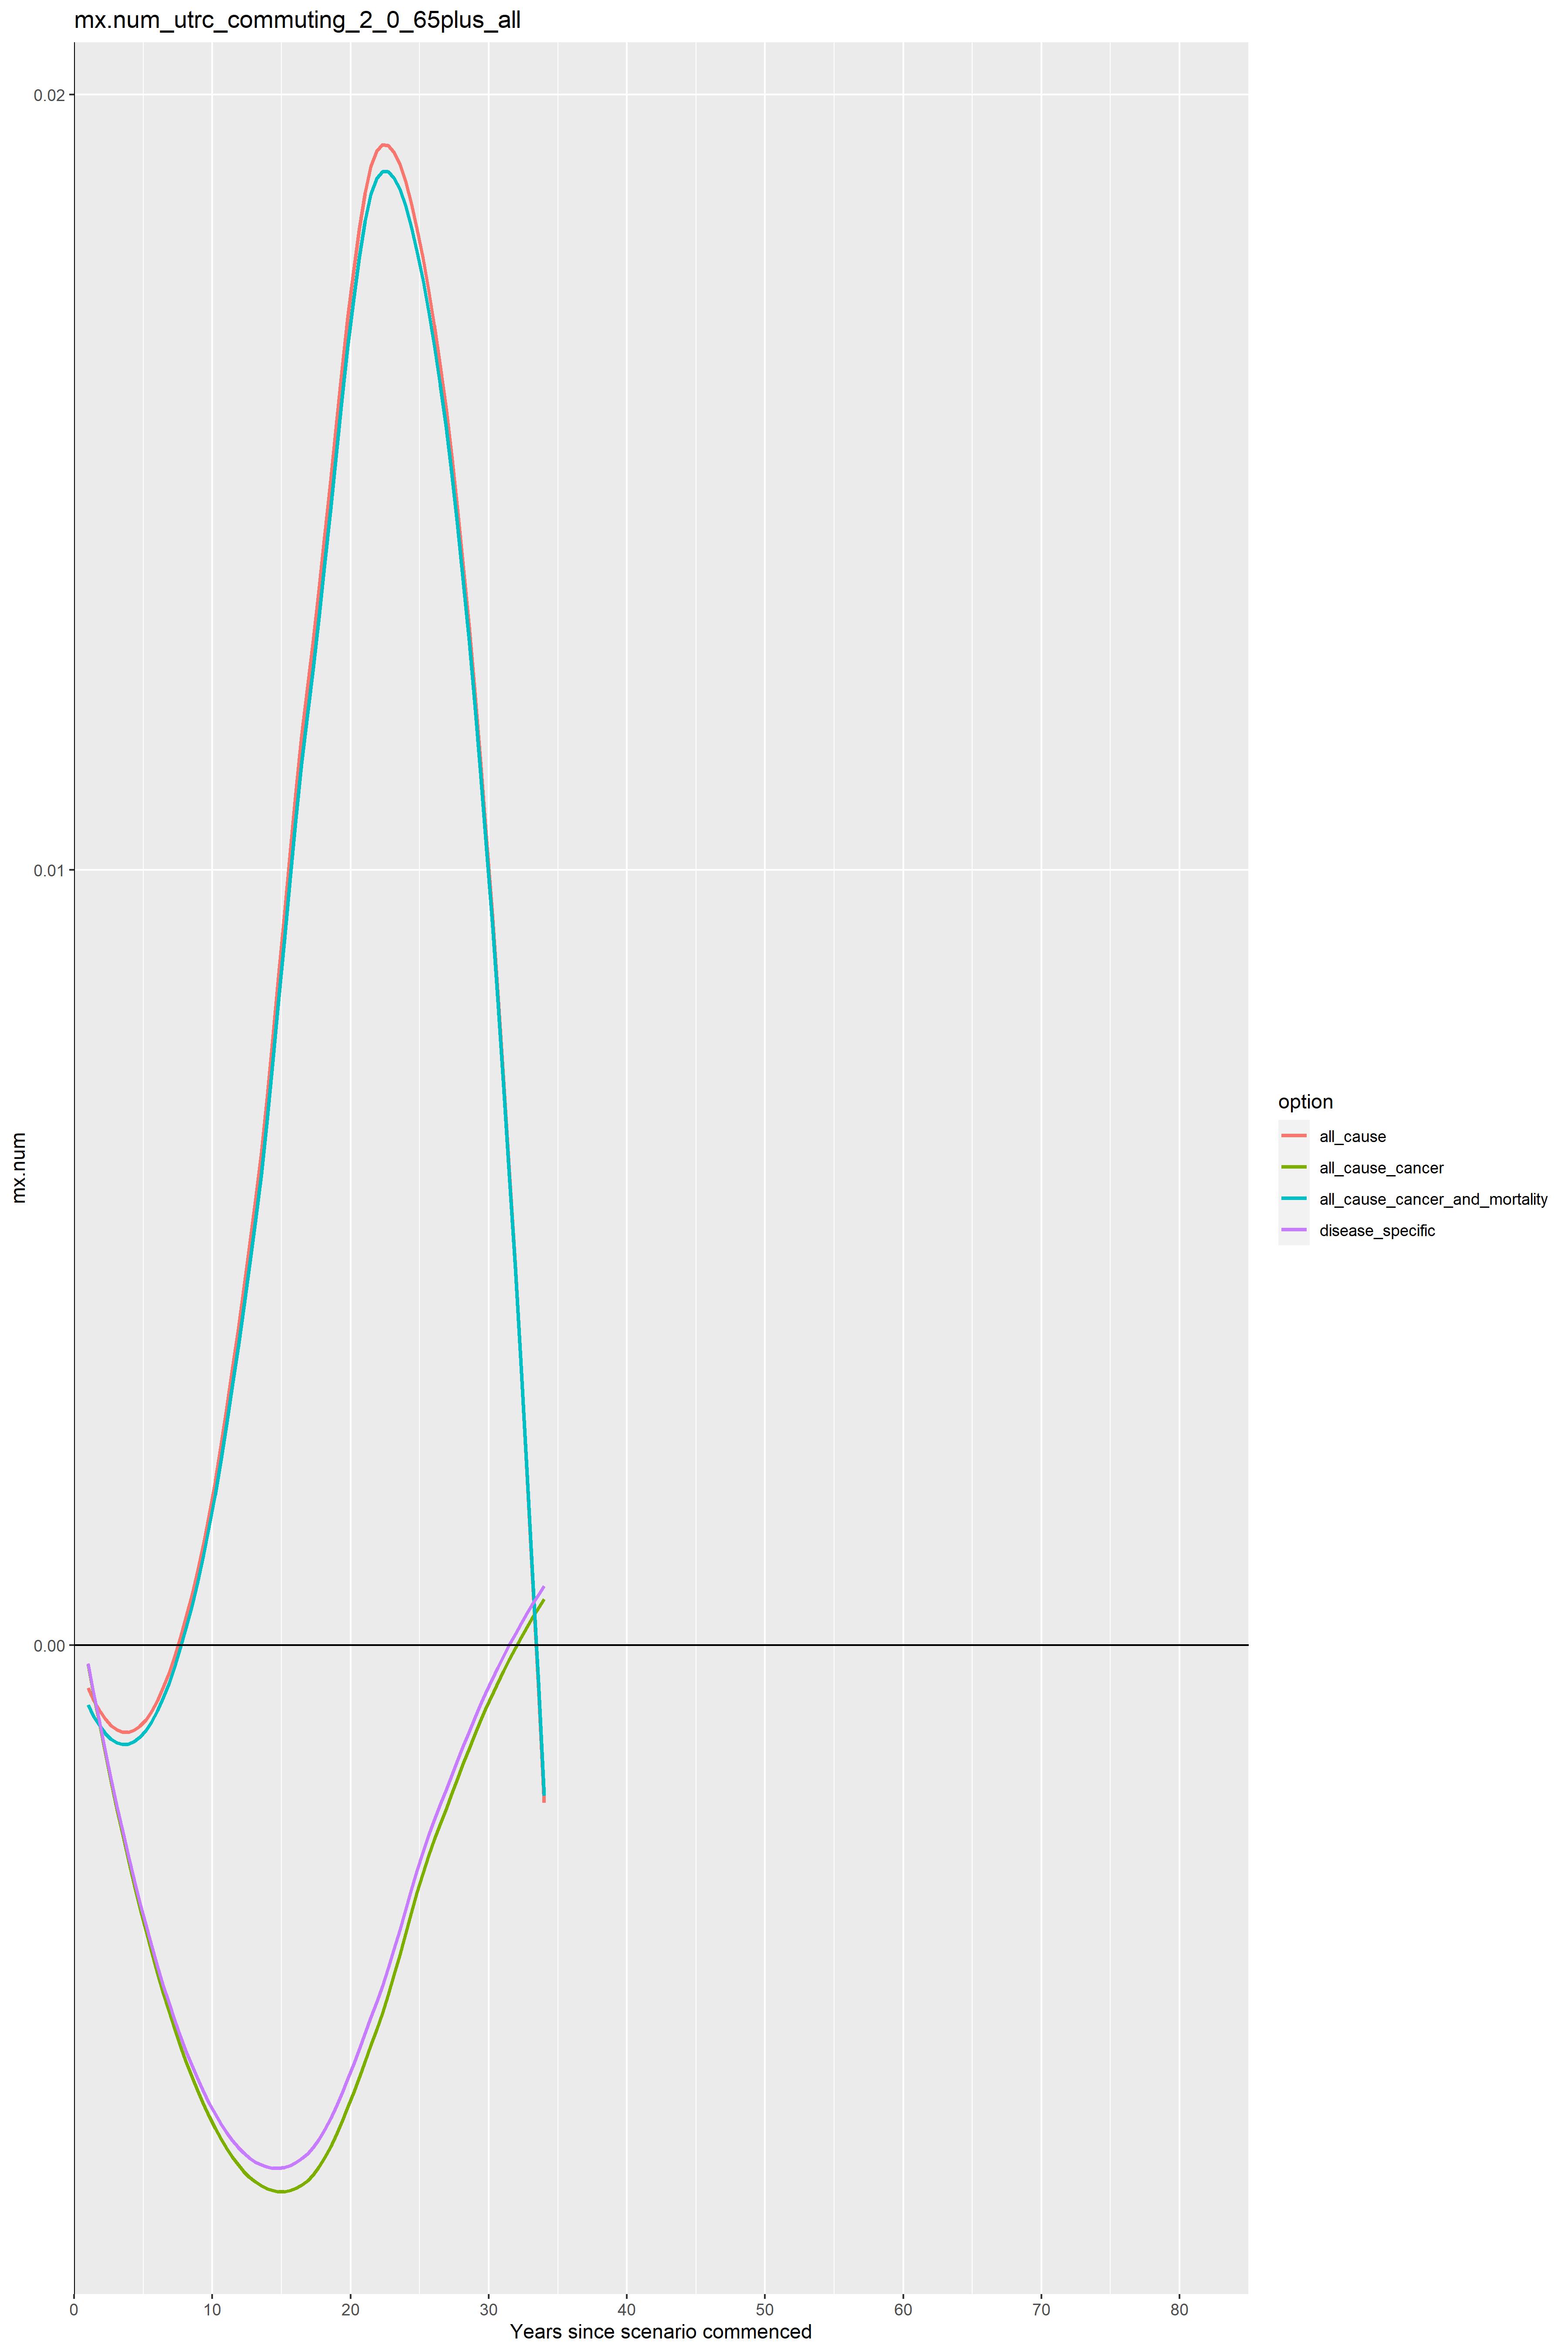 mx.num_utrc_commuting_2_0_65plus_all
0.02
0.01
0.00
mx.num
0 10 20 30 40 50 60 70 80
Years since scenario commenced
option
all_cause
all_cause_cancer
all_cause_cancer_and_mortality
disease_specific